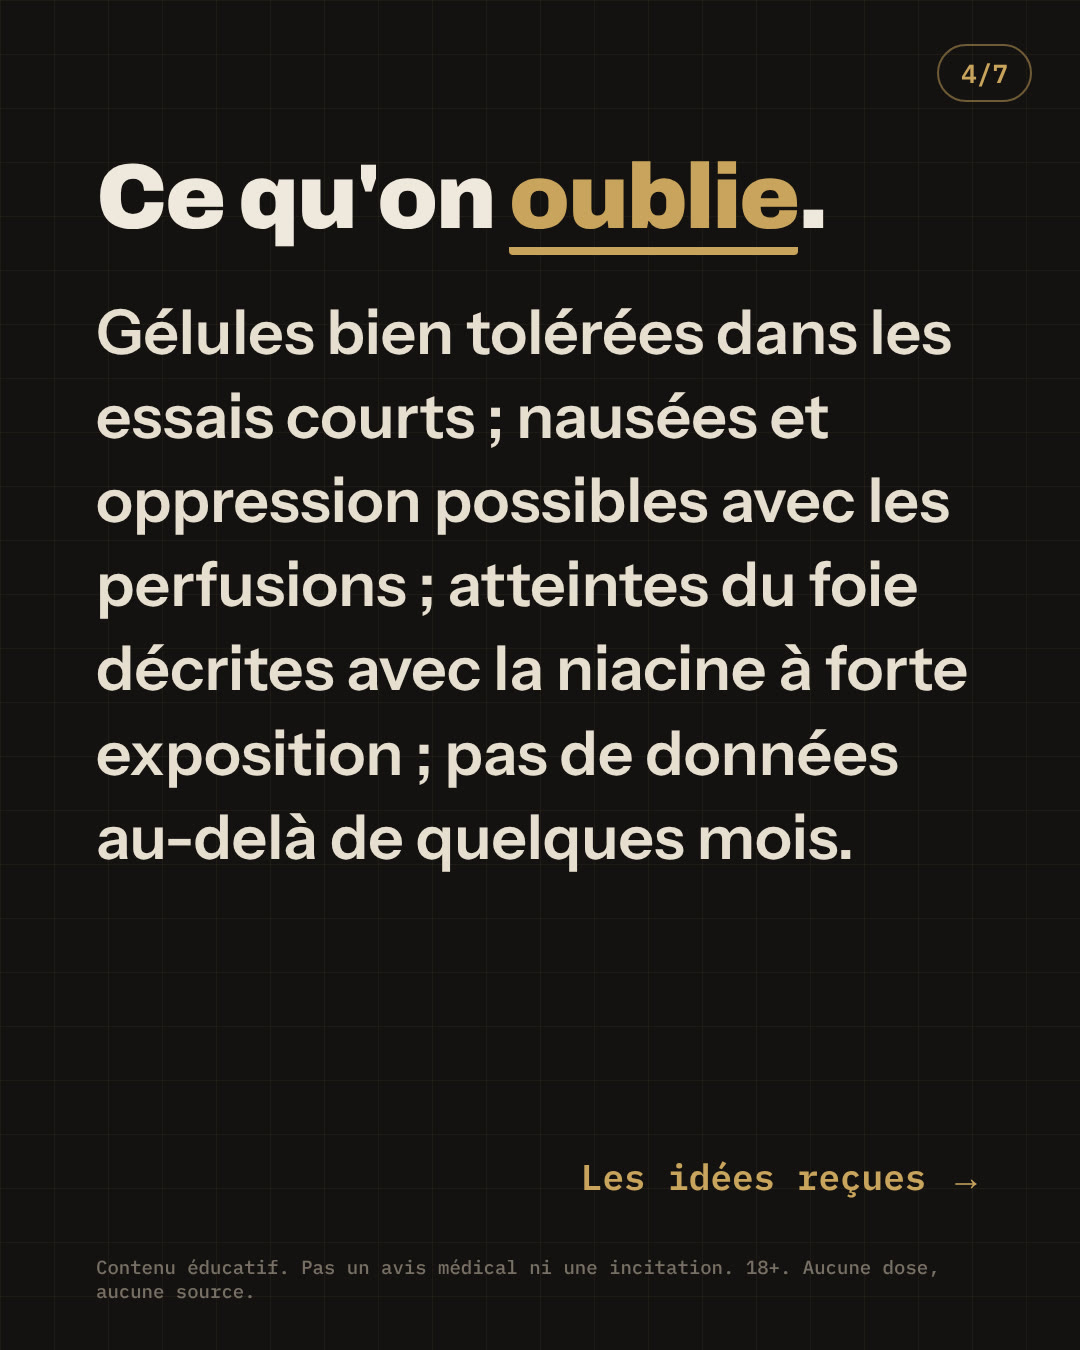 4/7
Ce qu'on oublie.
Gélules bien tolérées dans les
essais courts ; nausées et
oppression possibles avec les
perfusions ; atteintes du foie
décrites avec la niacine à forte
exposition ; pas de données
au-delà de quelques mois.
Les idées reçues →
Contenu éducatif. Pas un avis médical ni une incitation. 18+. Aucune dose,
aucune source.